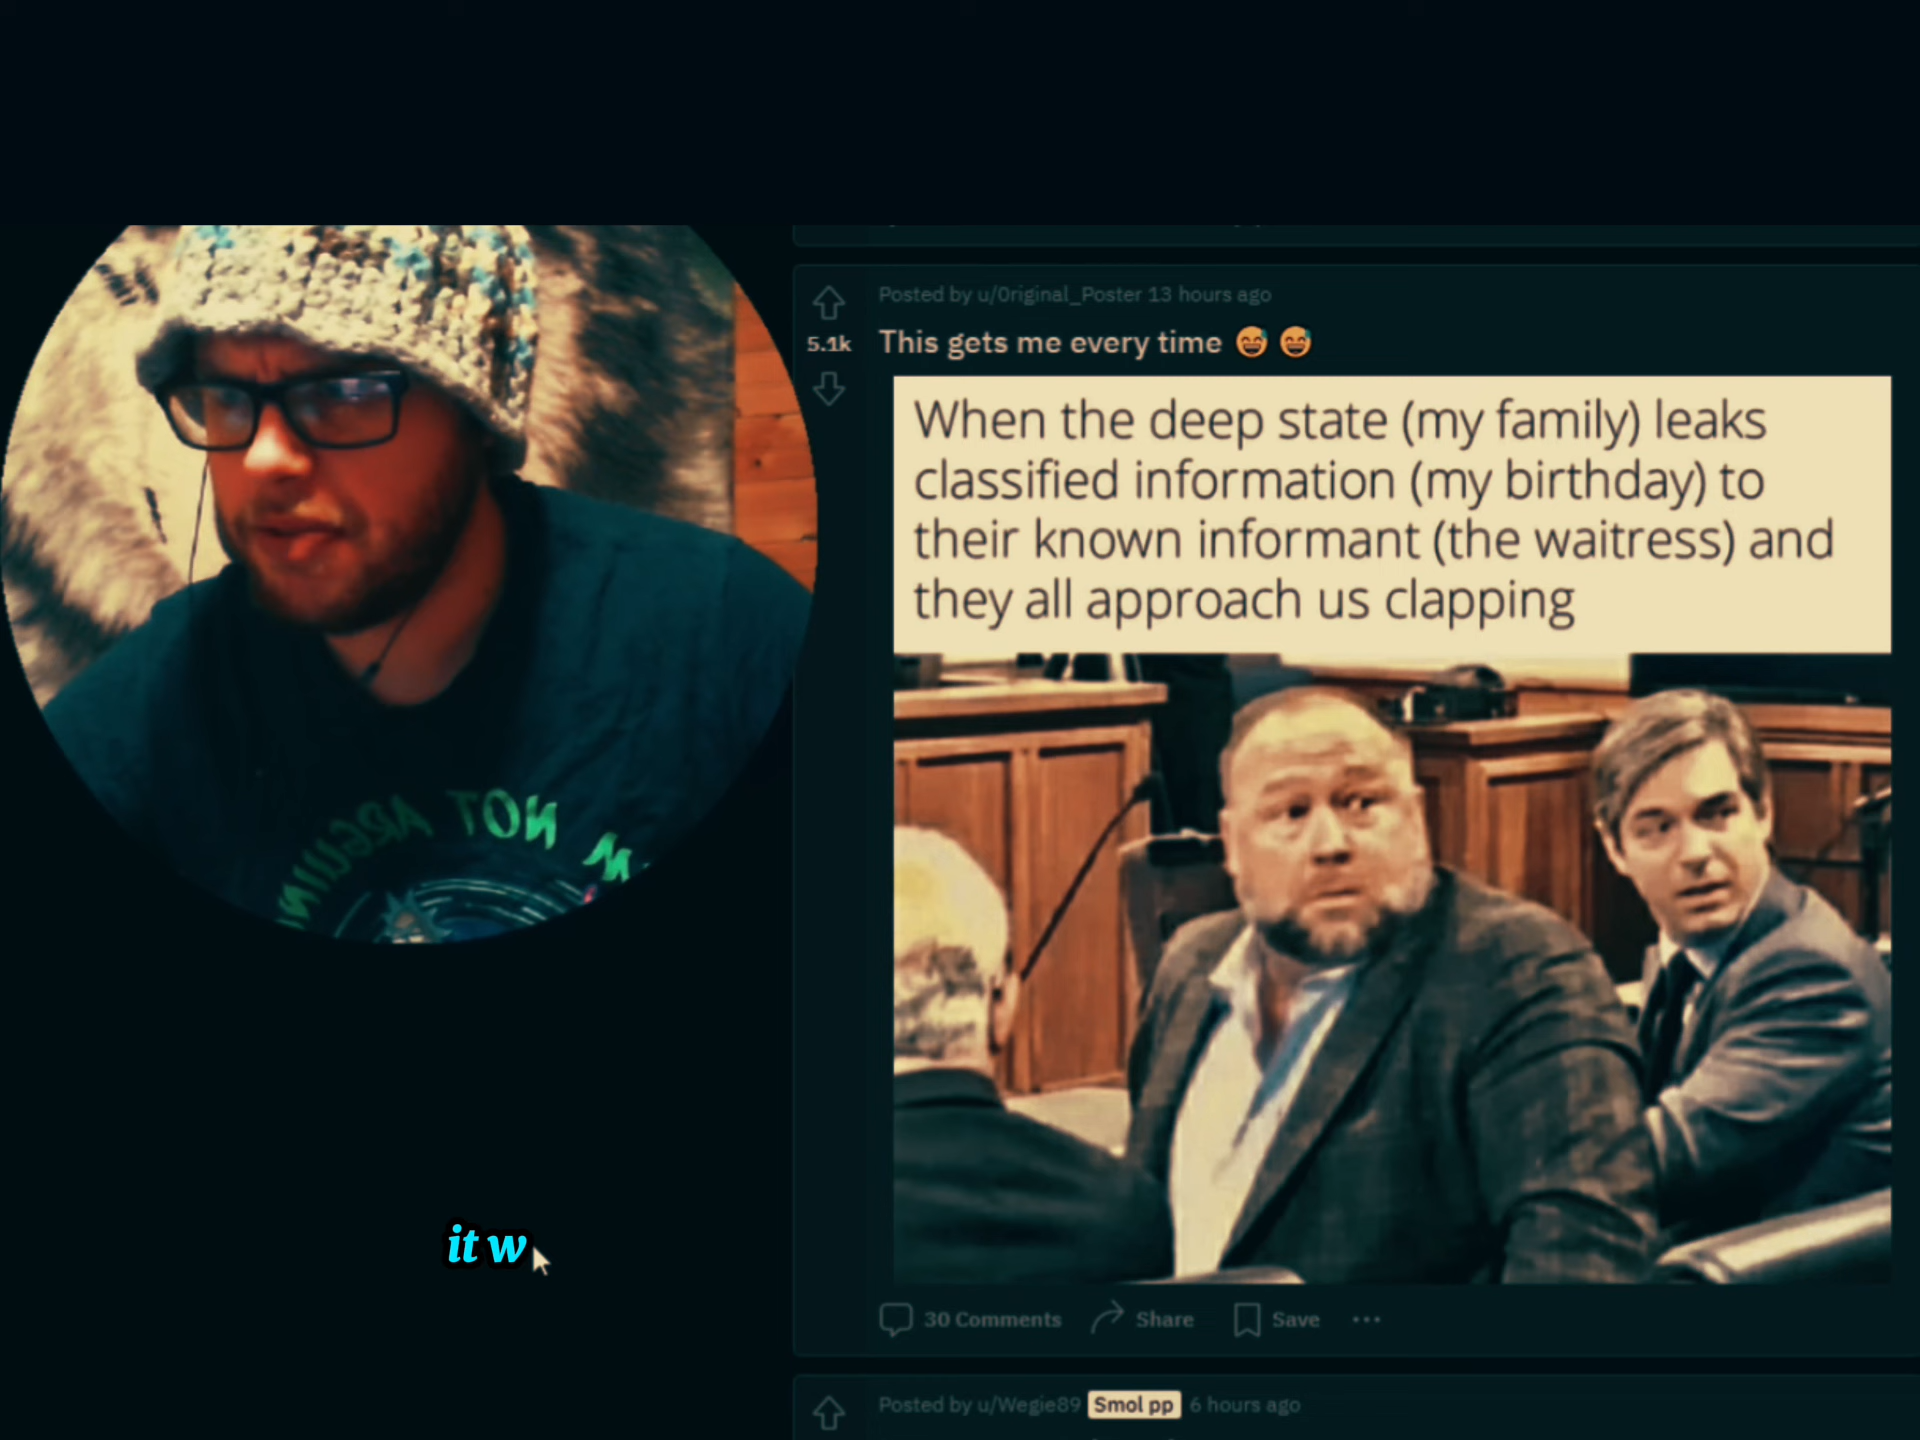 Posted by u/0riginal_Poster 13 hours ago
5.1k
This gets me every time 😅 😅
When the deep state (my family) leaks
classified information (my birthday) to
their known informant (the waitress) and
they all approach us clapping
NOT
it w
30 Comments
Share
Save
Posted by u/Wegie89 Smol pp 6 hours ago